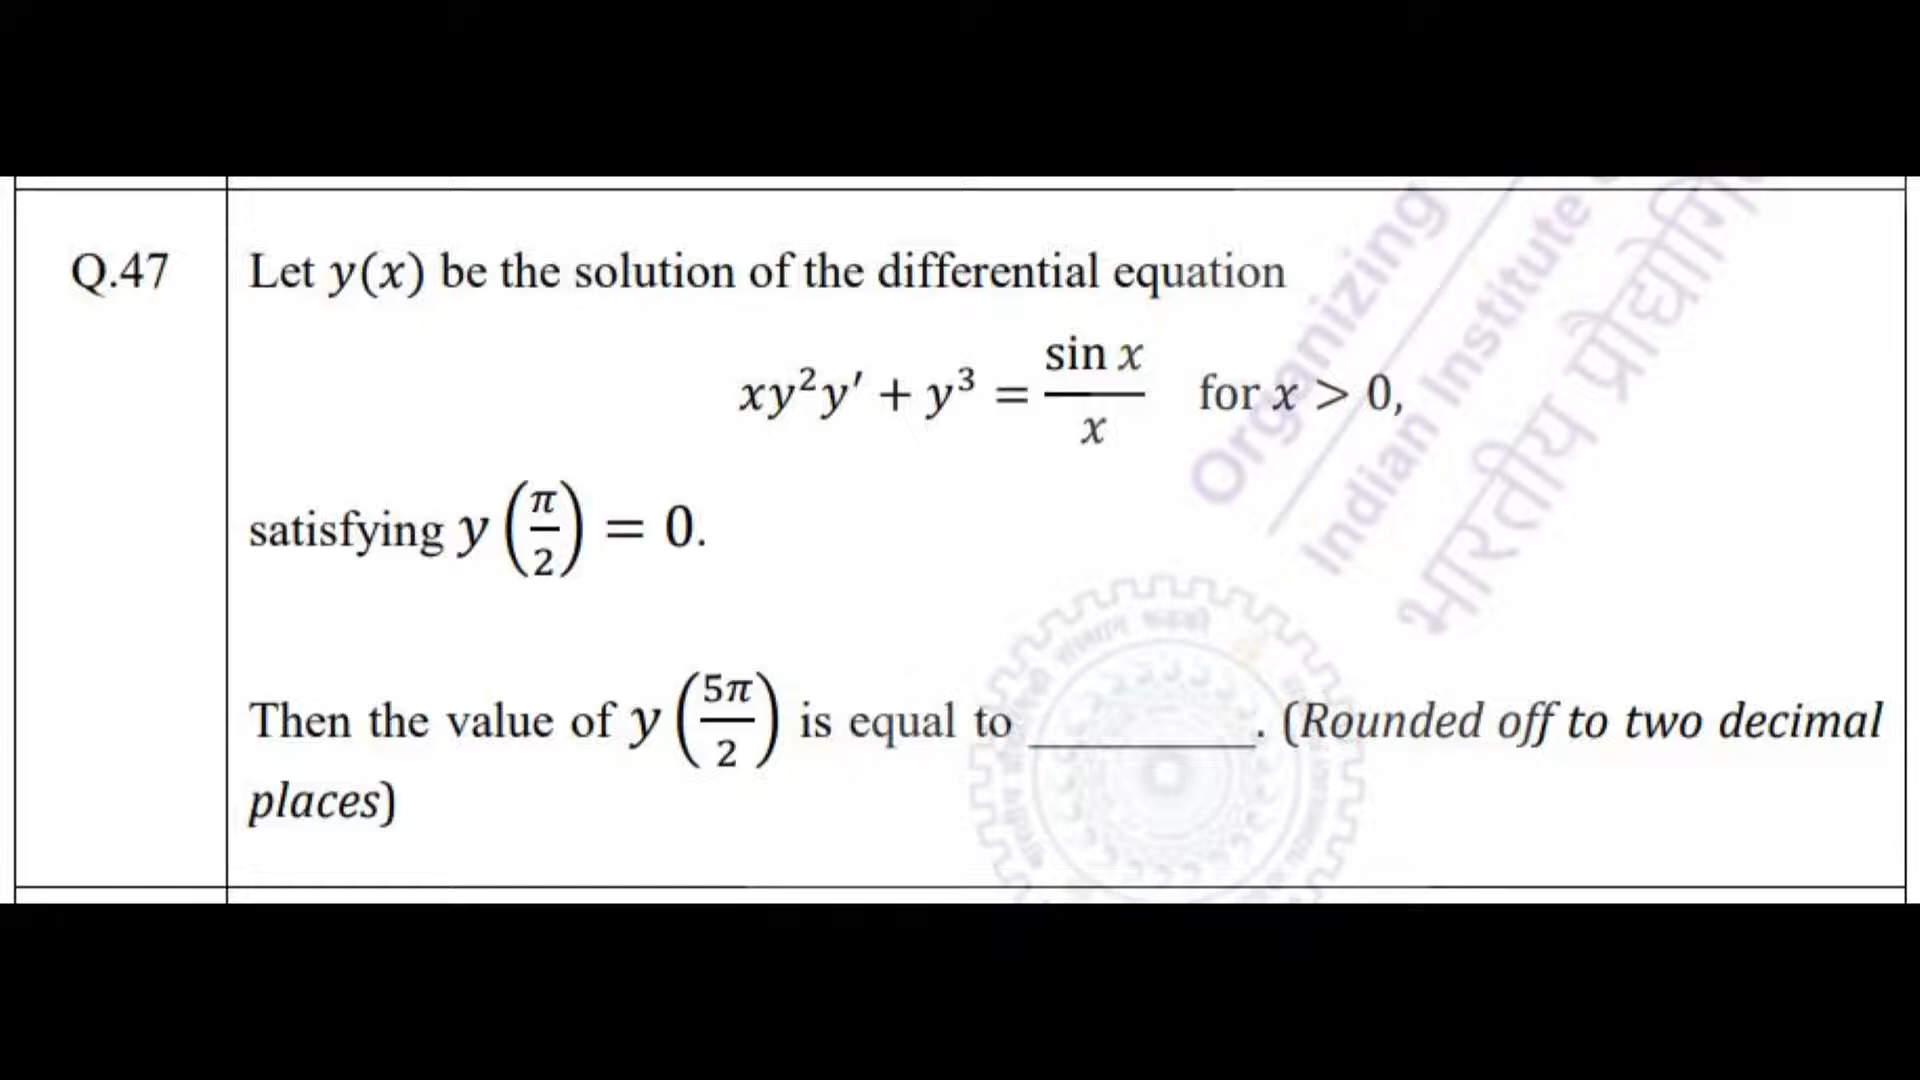 Q.47
Let y(x) be the solution of the differential equation
xy²y′ + y³ = sin x / x for x > 0,
satisfying y(π/2) = 0.
Then the value of y(5π/2) is equal to __________. (Rounded off to two decimal
places)
Organizing
Indian Institute
भारतीय प्रौद्योगि